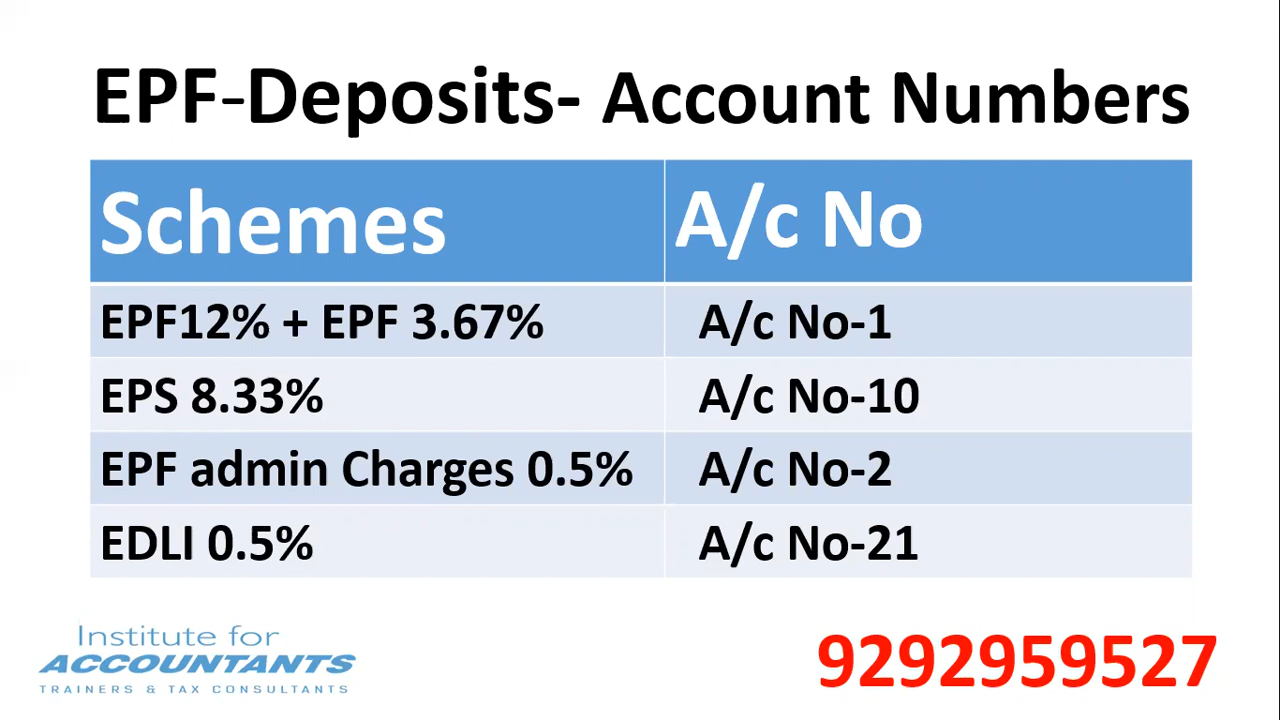 EPF-Deposits- Account Numbers
Schemes A/c No
EPF12% + EPF 3.67% A/c No-1
EPS 8.33% A/c No-10
EPF admin Charges 0.5% A/c No-2
EDLI 0.5% A/c No-21
Institute for
ACCOUNTANTS
TRAINERS & TAX CONSULTANTS
9292959527